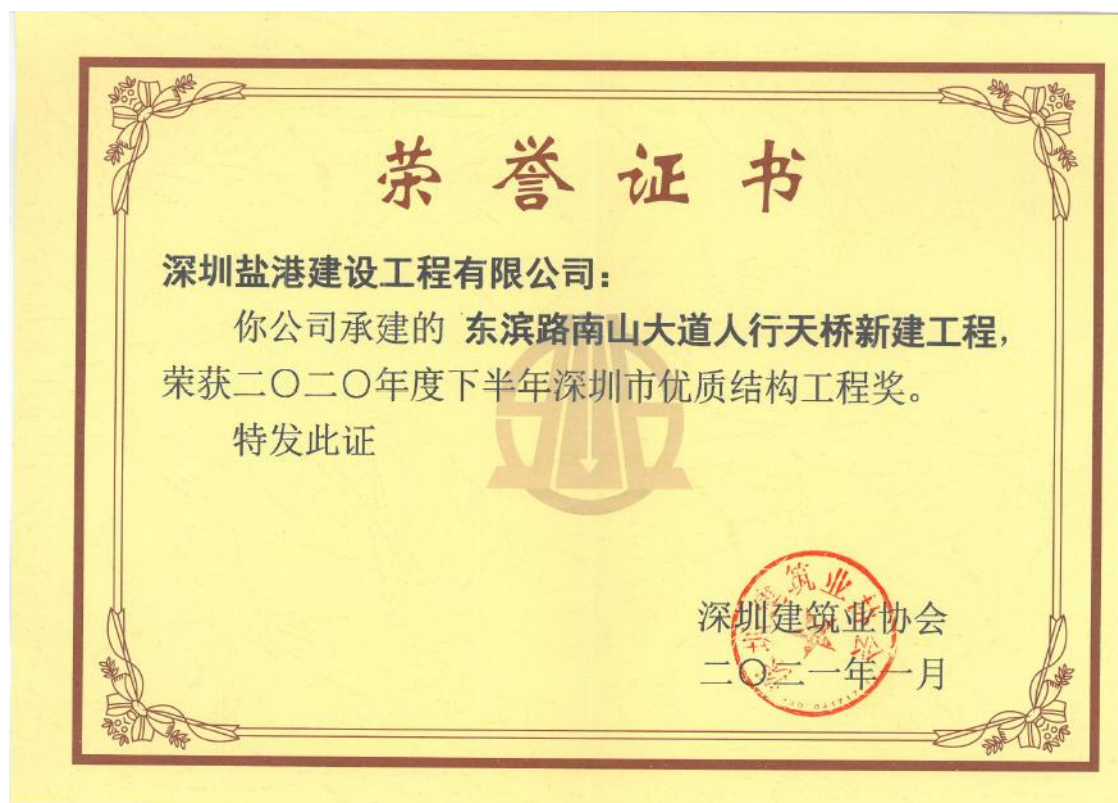 荣誉证书
深圳盐港建设工程有限公司：
你公司承建的 东滨路南山大道人行天桥新建工程，
荣获二〇二〇年度下半年深圳市优质结构工程奖。
特发此证
深圳建筑业协会
二〇二一年一月